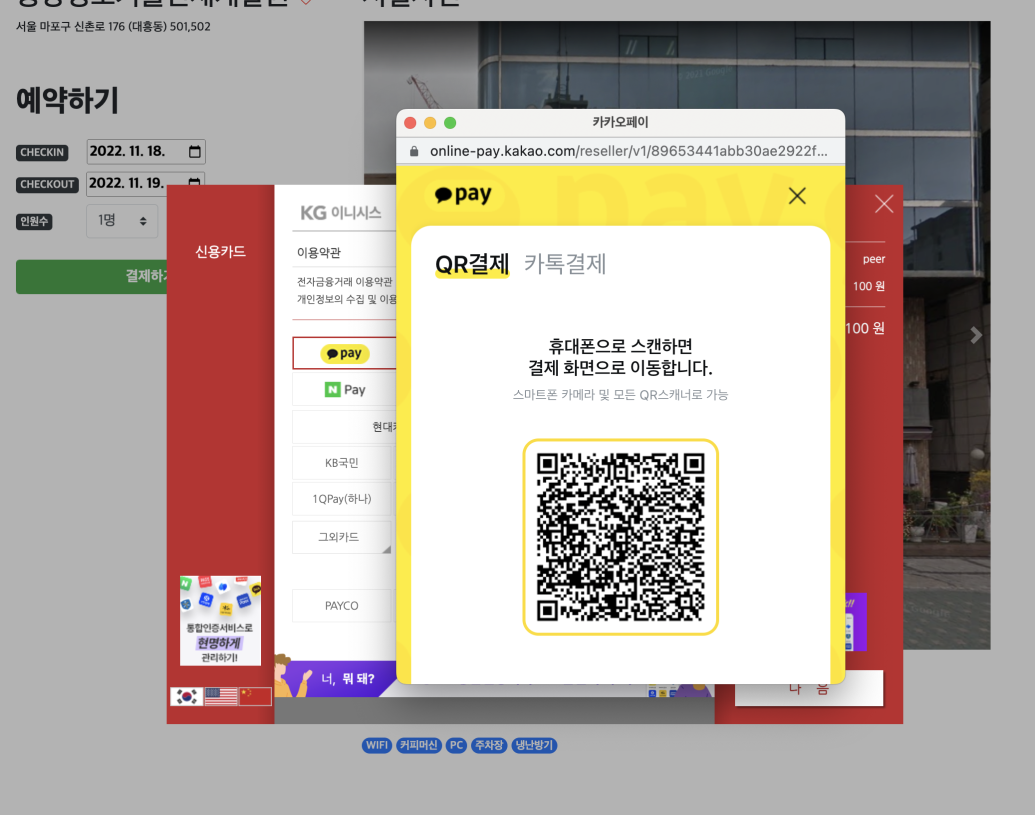 서울 마포구 신촌로 176 (대흥동) 501,502
예약하기
CHECKIN 2022. 11. 18.
CHECKOUT 2022. 11. 19.
인원수 1명
결제하기
신용카드
KG 이니시스
이용약관
전자금융거래 이용약관
개인정보의 수집 및 이용
pay
N Pay
현대
KB국민
1QPay(하나)
그외카드
PAYCO
통합인증서비스로
현명하게
관리하기!
너, 뭐 돼?
카카오페이
online-pay.kakao.com/reseller/v1/89653441abb30ae2922f...
pay
QR결제 카톡결제
휴대폰으로 스캔하면
결제 화면으로 이동합니다.
스마트폰 카메라 및 모든 QR스캐너로 가능
peer
100 원
100 원
다 음
WIFI 커피머신 PC 주차장 냉난방기